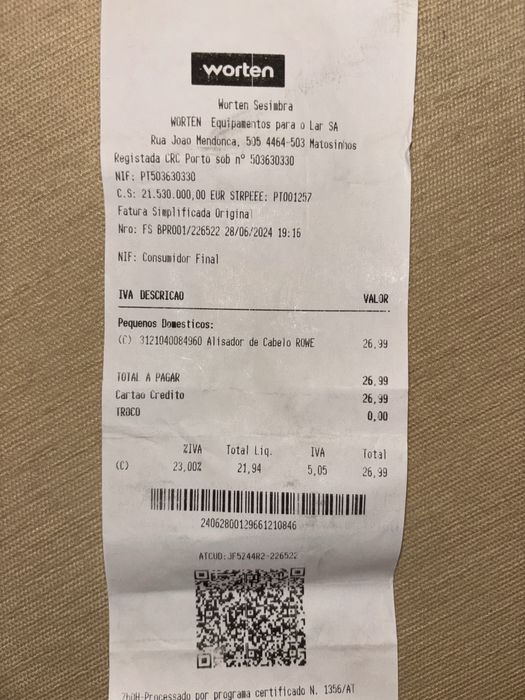 worten
Worten Sesimbra
WORTEN Equipamentos para o Lar SA
Rua Joao Mendonca, 505 4464-503 Matosinhos
Registada CRC Porto sob nº 503630330
NIF: PT503630330
C.S: 21.530.000,00 EUR SIRPEEE: PT001257
Fatura Simplificada Original
Nro: FS BPR001/226522 28/06/2024 19:16
NIF: Consumidor Final
IVA DESCRICAO VALOR
Pequenos Domesticos:
(C) 3121040084960 Alisador de Cabelo ROWE 26,99
TOTAL A PAGAR 26,99
Cartao Credito 26,99
TROCO 0,00
%IVA Total Liq. IVA Total
(C) 23,00% 21,94 5,05 26,99
24062800129661210846
ATCUD:JF5Z44R2-226522
7hOH-Processado por programa certificado N. 1356/AT